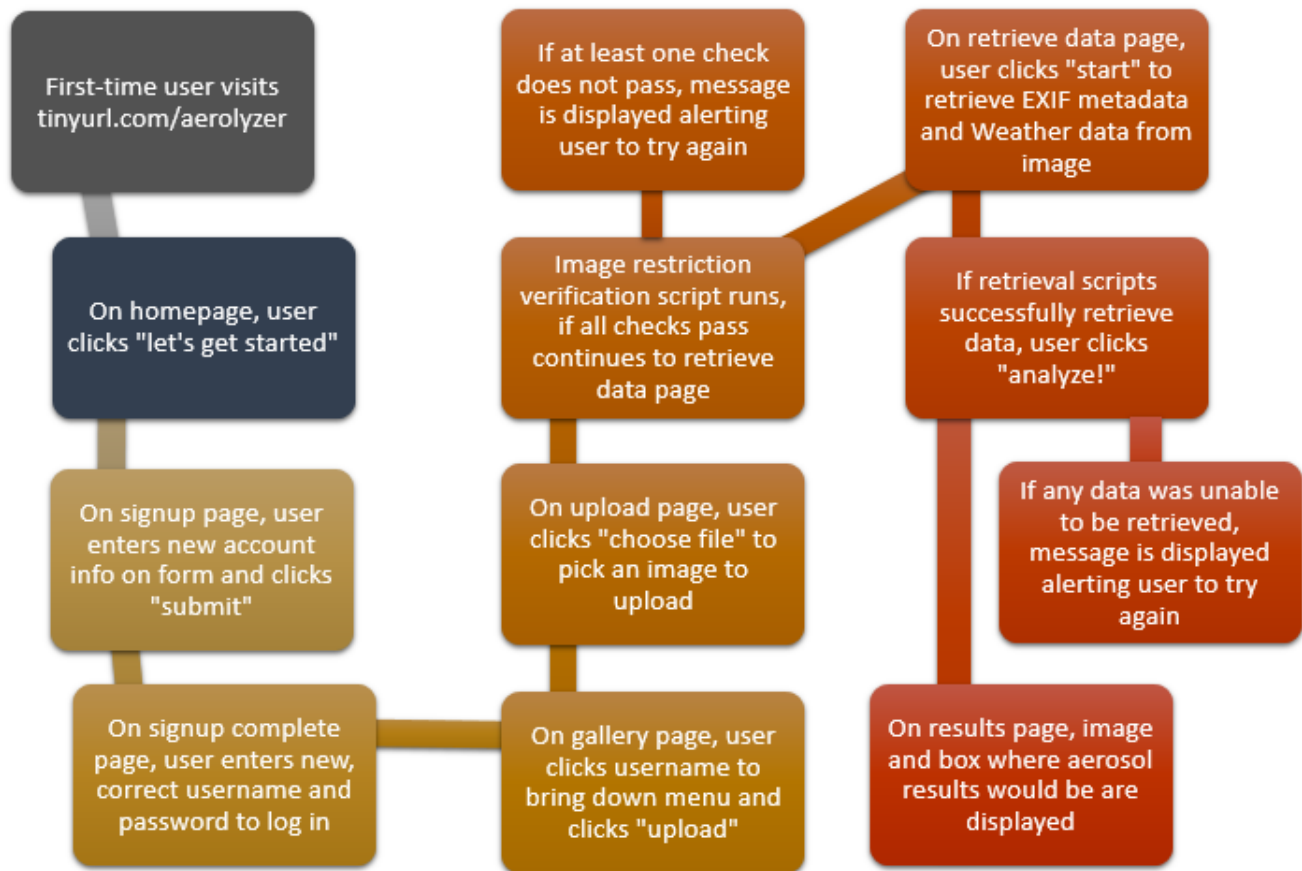 First-time user visits
tinyurl.com/aerolyzer
On homepage, user
clicks "let's get started"
On signup page, user
enters new account
info on form and clicks
"submit"
On signup complete
page, user enters new,
correct username and
password to log in
On gallery page, user
clicks username to
bring down menu and
clicks "upload"
On upload page, user
clicks "choose file" to
pick an image to
upload
Image restriction
verification script runs,
if all checks pass
continues to retrieve
data page
If at least one check
does not pass, message
is displayed alerting
user to try again
On retrieve data page,
user clicks "start" to
retrieve EXIF metadata
and Weather data from
image
If retrieval scripts
successfully retrieve
data, user clicks
"analyze!"
If any data was unable
to be retrieved,
message is displayed
alerting user to try
again
On results page, image
and box where aerosol
results would be are
displayed